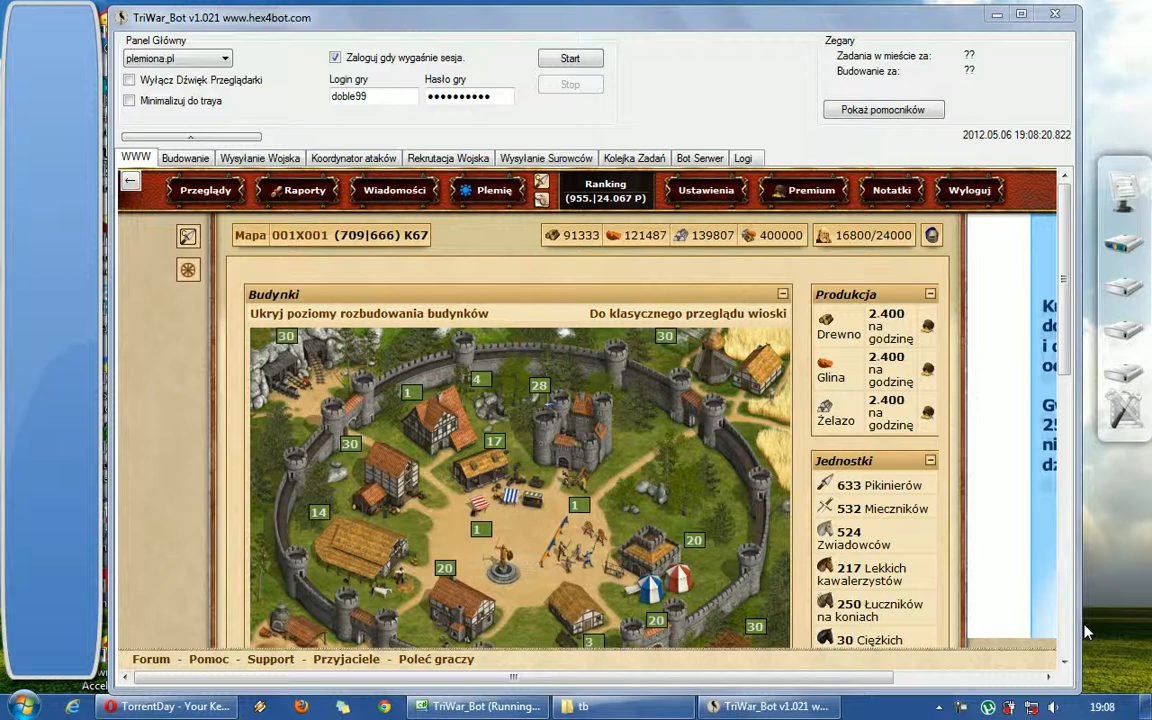 TriWar_Bot v1.021 www.hex4bot.com
Panel Główny
plemiona.pl
Wyłącz Dźwięk Przeglądarki
Minimalizuj do traya
Zaloguj gdy wygaśnie sesja.
Login gry
Hasło gry
doble99
••••••••••
Start
Stop
Zegary
Zadania w mieście za: ??
Budowanie za: ??
Pokaż pomocników
2012.05.06 19:08:20.822
WWW Budowanie Wysyłanie Wojska Koordynator ataków Rekrutacja Wojska Wysyłanie Surowców Kolejka Zadań Bot Serwer Logi
Przeglądy Raporty Wiadomości Plemię
Ranking
(955.|24.067 P)
Ustawienia Premium Notatki Wyloguj
Mapa 001X001 (709|666) K67
91333 121487 139807 400000 16800/24000
Budynki
Ukryj poziomy rozbudowania budynków Do klasycznego przeglądu wioski
30
30
4
1
28
30
17
14
1
1
20
20
20
30
3
Produkcja
Drewno
2.400
na
godzinę
Glina
2.400
na
godzinę
Żelazo
2.400
na
godzinę
Jednostki
633 Pikinierów
532 Mieczników
524
Zwiadowców
217 Lekkich
kawalerzystów
250 Łuczników
na koniach
30 Ciężkich
Forum - Pomoc - Support - Przyjaciele - Poleć graczy
TorrentDay - Your Ke...
TriWar_Bot (Running...
tb
TriWar_Bot v1.021 w...
19:08